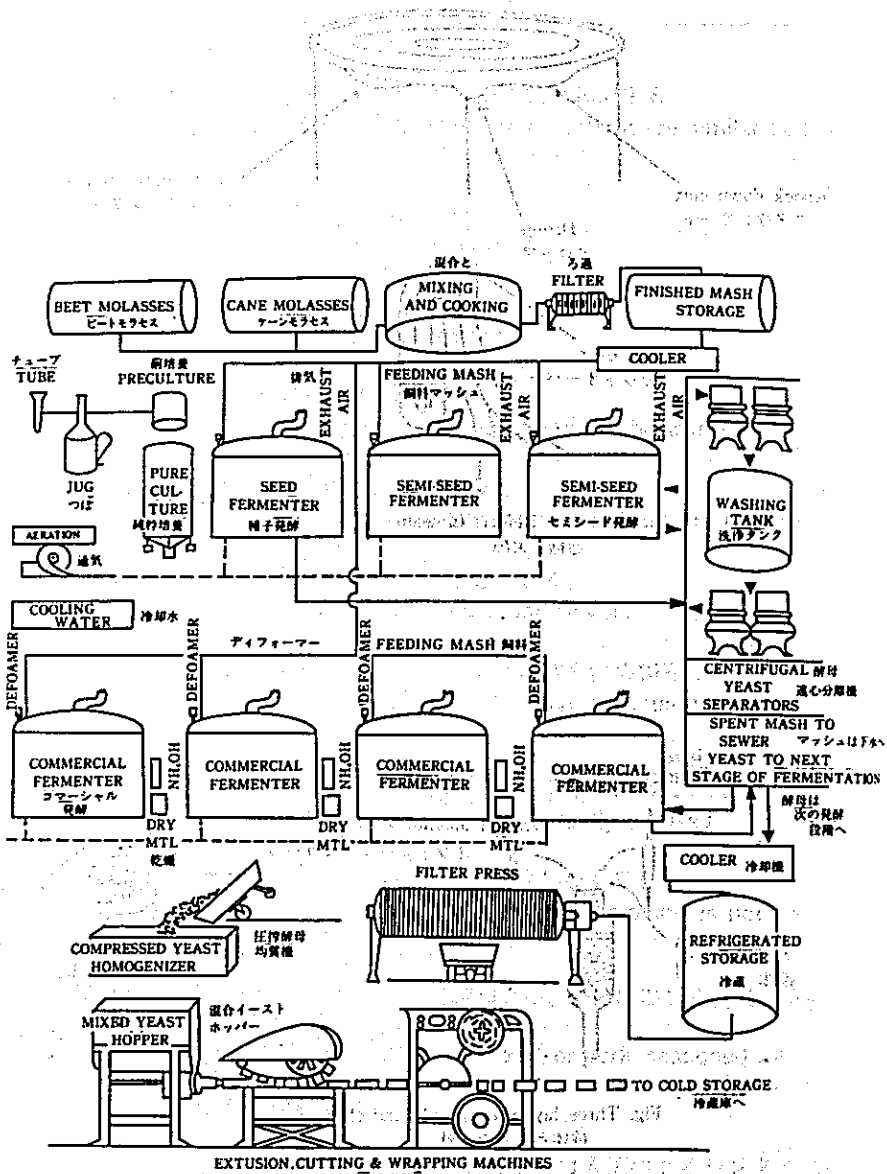 混合と
MIXING
AND COOKING
ろ過
FILTER
BEET MOLASSES
ビートモラセス
CANE MOLASSES
ケーンモラセス
FINISHED MASH
STORAGE
COOLER
チューブ
TUBE
PRECULTURE
排気
EXHAUST
AIR
FEEDING MASH
飼料マッシュ
EXHAUST
AIR
EXHAUST
AIR
JUG
つぼ
PURE
CUL-
TURE
純粋培養
SEED
FERMENTER
種子発酵
SEMI-SEED
FERMENTER
SEMI-SEED
FERMENTER
セミシード発酵
WASHING
TANK
洗浄タンク
AERATION
通気
COOLING
WATER
冷却水
DEFOAMER
DEFOAMER
ディフォーマー
DEFOAMER
FEEDING MASH 飼料
DEFOAMER
CENTRIFUGAL 酵母
YEAST 遠心分離機
SEPARATORS
SPENT MASH TO
SEWER マッシュは下水へ
YEAST TO NEXT
STAGE OF FERMENTATION
酵母は
次の発酵
段階へ
COMMERCIAL
FERMENTER
コマーシャル
発酵
NH₄OH
DRY
MTL
乾燥
COMMERCIAL
FERMENTER
NH₄OH
DRY
MTL
COMMERCIAL
FERMENTER
NH₄OH
DRY
MTL
COMMERCIAL
FERMENTER
COOLER 冷却機
FILTER PRESS
COMPRESSED YEAST
HOMOGENIZER
圧搾酵母
均質機
REFRIGERATED
STORAGE
冷蔵
MIXED YEAST
HOPPER
混合イースト
ホッパー
TO COLD STORAGE
冷蔵庫へ
EXTUSION,CUTTING & WRAPPING MACHINES